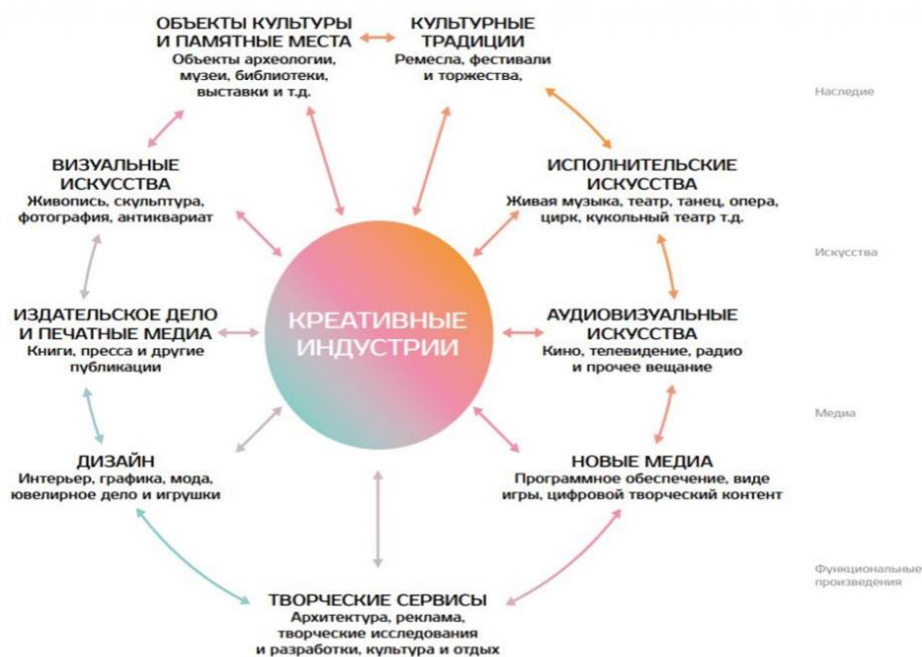 ОБЪЕКТЫ КУЛЬТУРЫ
И ПАМЯТНЫЕ МЕСТА
Объекты археологии,
музеи, библиотеки,
выставки и т.д.
КУЛЬТУРНЫЕ
ТРАДИЦИИ
Ремесла, фестивали
и торжества,
Наследие
ВИЗУАЛЬНЫЕ
ИСКУССТВА
Живопись, скульптура,
фотография, антиквариат
ИСПОЛНИТЕЛЬСКИЕ
ИСКУССТВА
Живая музыка, театр, танец, опера,
цирк, кукольный театр т.д.
Искусства
ИЗДАТЕЛЬСКОЕ ДЕЛО
И ПЕЧАТНЫЕ МЕДИА
Книги, пресса и другие
публикации
КРЕАТИВНЫЕ
ИНДУСТРИИ
АУДИОВИЗУАЛЬНЫЕ
ИСКУССТВА
Кино, телевидение, радио
и прочее вещание
Медиа
ДИЗАЙН
Интерьер, графика, мода,
ювелирное дело и игрушки
НОВЫЕ МЕДИА
Программное обеспечение, виде
игры, цифровой творческий контент
Функциональные
произведения
ТВОРЧЕСКИЕ СЕРВИСЫ
Архитектура, реклама,
творческие исследования
и разработки, культура и отдых